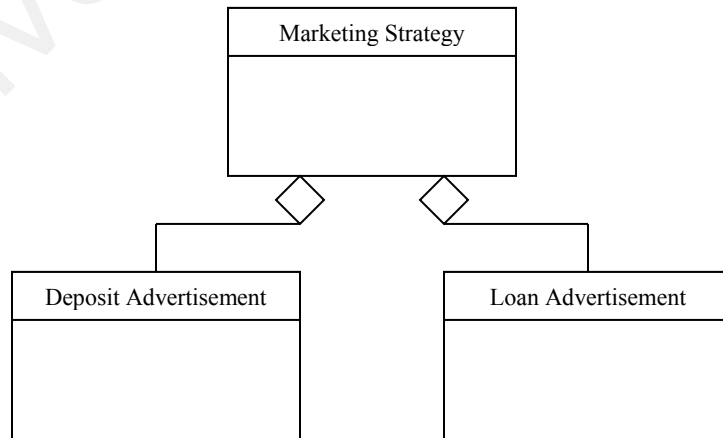 Marketing Strategy
Deposit Advertisement
Loan Advertisement